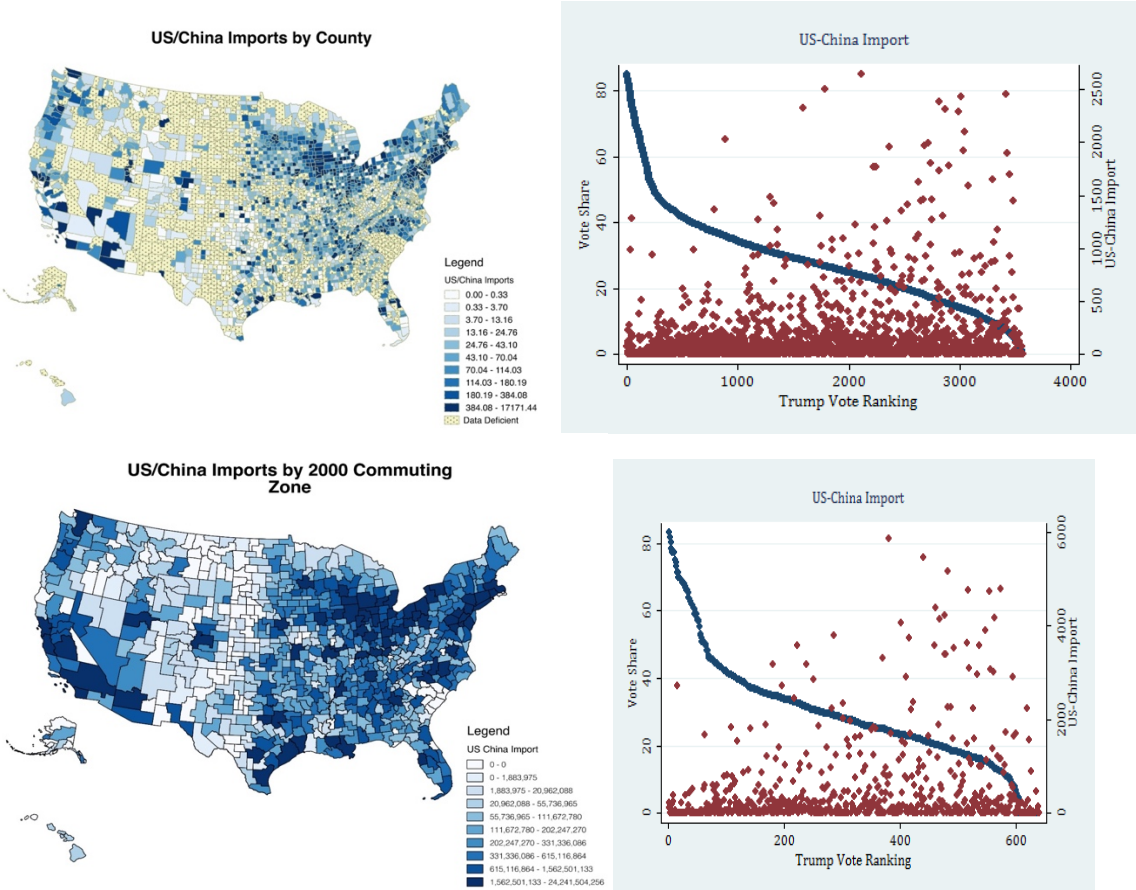 US/China Imports by County
Legend
US/China Imports
0.00 - 0.33
0.33 - 3.70
3.70 - 13.16
13.16 - 24.76
24.76 - 43.10
43.10 - 70.04
70.04 - 114.03
114.03 - 180.19
180.19 - 384.08
384.08 - 17171.44
Data Deficient
US-China Import
80
60
40
20
0
Vote Share
2500
2000
1500
1000
500
0
US-China Import
0
1000
2000
3000
4000
Trump Vote Ranking
US/China Imports by 2000 Commuting
Zone
Legend
US China Import
0 - 0
0 - 1,883,975
1,883,975 - 20,962,088
20,962,088 - 55,736,965
55,736,965 - 111,672,780
111,672,780 - 202,247,270
202,247,270 - 331,336,086
331,336,086 - 615,116,864
615,116,864 - 1,562,501,133
1,562,501,133 - 24,241,504,256
US-China Import
80
60
40
20
0
Vote Share
6000
4000
2000
0
US-China Import
0
200
400
600
Trump Vote Ranking